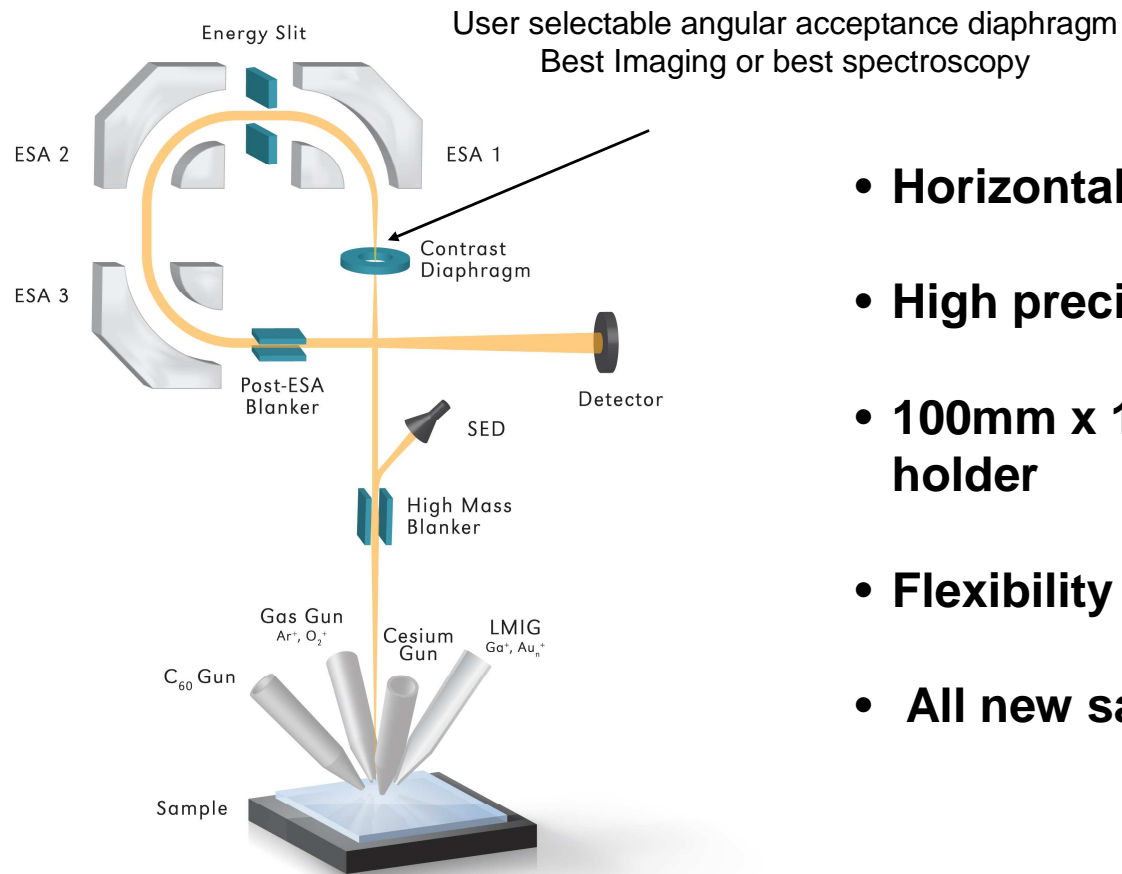 User selectable angular acceptance diaphragm
Best Imaging or best spectroscopy
Energy Slit
ESA 2
ESA 1
Contrast
Diaphragm
ESA 3
Post-ESA
Blanker
Detector
SED
High Mass
Blanker
Gas Gun
Ar⁺, O₂⁺
Cesium
Gun
LMIG
Ga⁺, Auₙ⁺
C₆₀ Gun
Sample
• Horizontal
• High preci
• 100mm x 1
holder
• Flexibility
• All new sa